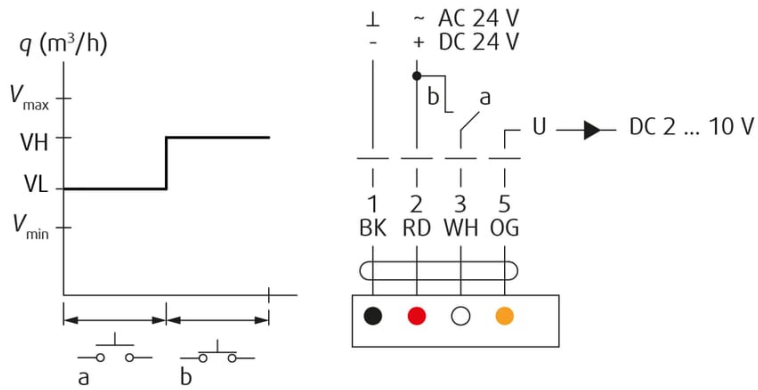 q (m³/h)
Vmax
VH
VL
Vmin
a
b
⊥ ~ AC 24 V
- + DC 24 V
b a
U DC 2 ... 10 V
1 2 3 5
BK RD WH OG